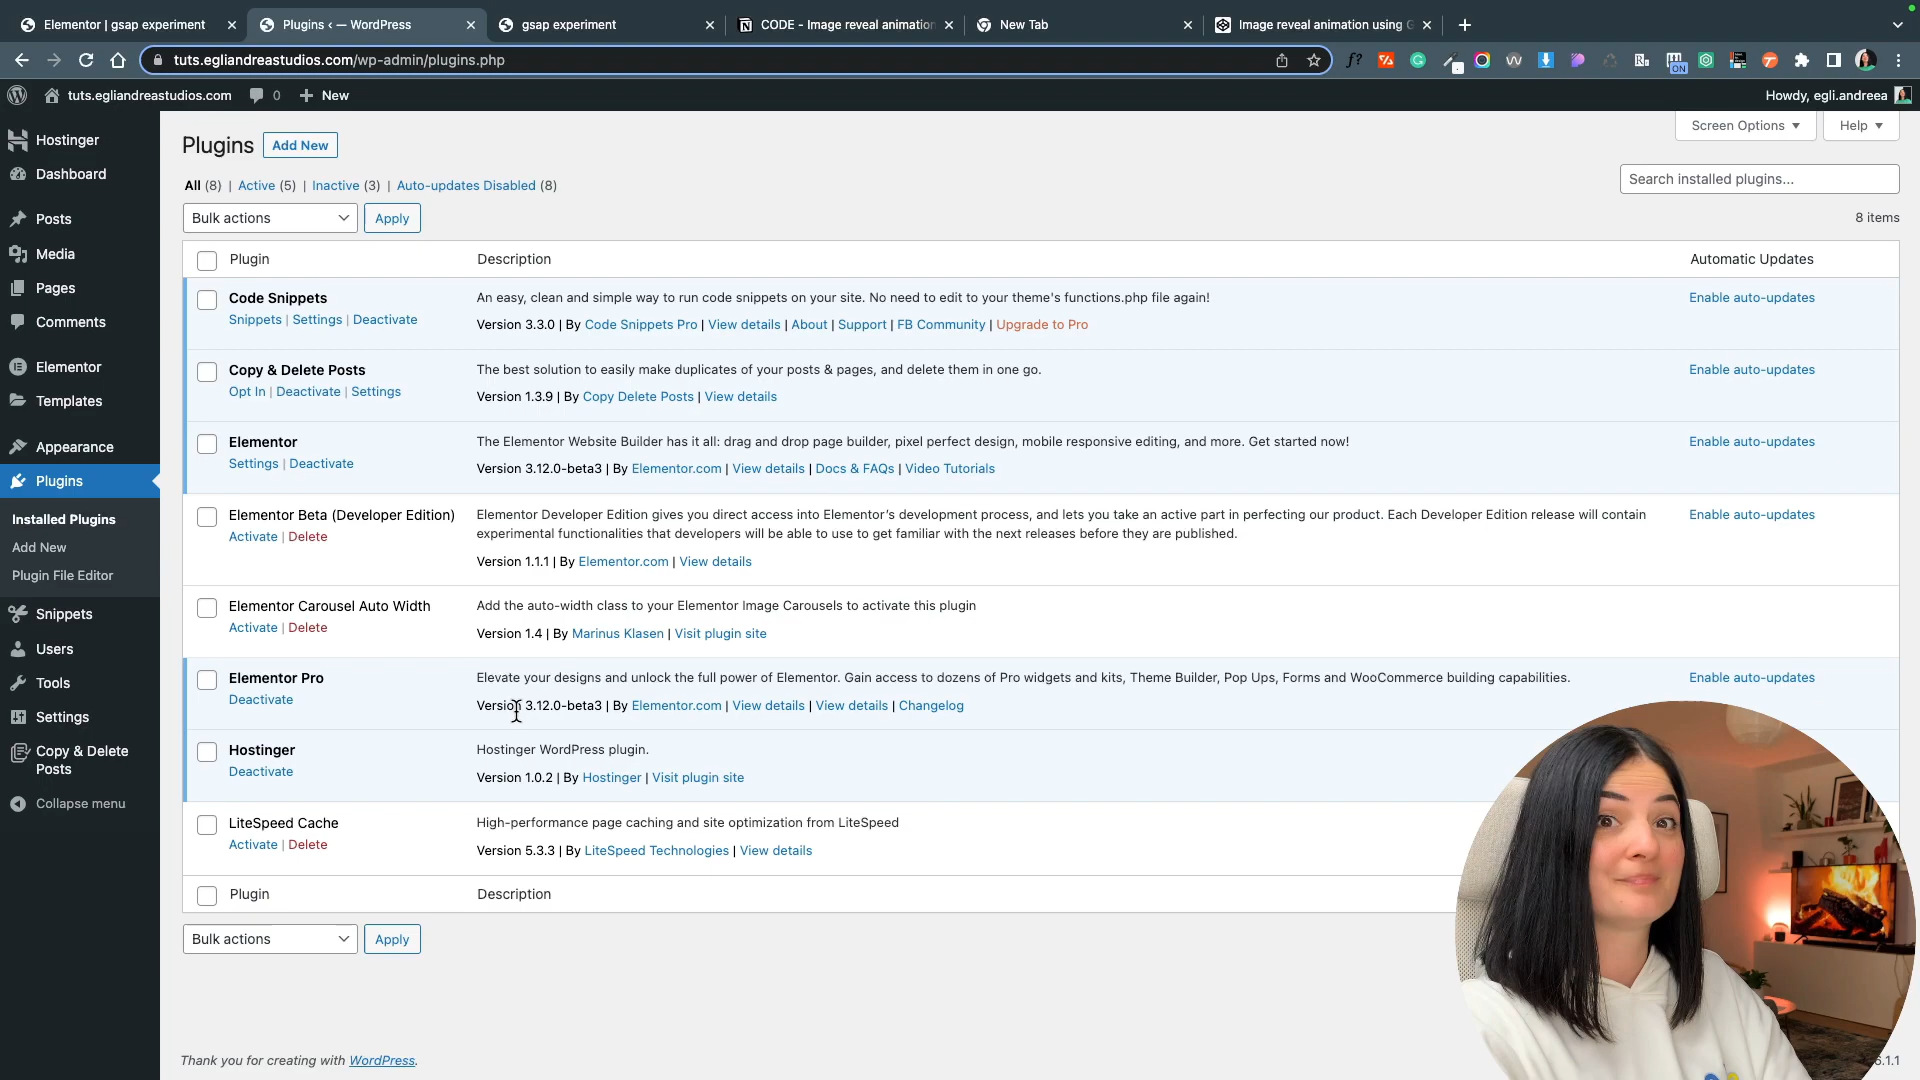 Elementor | gsap experiment
Plugins ‹ — WordPress
gsap experiment
CODE - Image reveal animation
New Tab
Image reveal animation using G
tuts.egliandreastudios.com/wp-admin/plugins.php
f?
ON
tuts.egliandreastudios.com
0
New
Howdy, egli.andreea
Hostinger
Dashboard
Posts
Media
Pages
Comments
Elementor
Templates
Appearance
Plugins
Installed Plugins
Add New
Plugin File Editor
Snippets
Users
Tools
Settings
Copy & Delete
Posts
Collapse menu
Screen Options
Help
Plugins
Add New
All (8) | Active (5) | Inactive (3) | Auto-updates Disabled (8)
Search installed plugins...
Bulk actions
Apply
8 items
Plugin
Description
Automatic Updates
Code Snippets
Snippets | Settings | Deactivate
An easy, clean and simple way to run code snippets on your site. No need to edit to your theme's functions.php file again!
Version 3.3.0 | By Code Snippets Pro | View details | About | Support | FB Community | Upgrade to Pro
Enable auto-updates
Copy & Delete Posts
Opt In | Deactivate | Settings
The best solution to easily make duplicates of your posts & pages, and delete them in one go.
Version 1.3.9 | By Copy Delete Posts | View details
Enable auto-updates
Elementor
Settings | Deactivate
The Elementor Website Builder has it all: drag and drop page builder, pixel perfect design, mobile responsive editing, and more. Get started now!
Version 3.12.0-beta3 | By Elementor.com | View details | Docs & FAQs | Video Tutorials
Enable auto-updates
Elementor Beta (Developer Edition)
Activate | Delete
Elementor Developer Edition gives you direct access into Elementor's development process, and lets you take an active part in perfecting our product. Each Developer Edition release will contain
experimental functionalities that developers will be able to use to get familiar with the next releases before they are published.
Version 1.1.1 | By Elementor.com | View details
Enable auto-updates
Elementor Carousel Auto Width
Activate | Delete
Add the auto-width class to your Elementor Image Carousels to activate this plugin
Version 1.4 | By Marinus Klasen | Visit plugin site
Elementor Pro
Deactivate
Elevate your designs and unlock the full power of Elementor. Gain access to dozens of Pro widgets and kits, Theme Builder, Pop Ups, Forms and WooCommerce building capabilities.
Version 3.12.0-beta3 | By Elementor.com | View details | View details | Changelog
Enable auto-updates
Hostinger
Deactivate
Hostinger WordPress plugin.
Version 1.0.2 | By Hostinger | Visit plugin site
LiteSpeed Cache
Activate | Delete
High-performance page caching and site optimization from LiteSpeed
Version 5.3.3 | By LiteSpeed Technologies | View details
Plugin
Description
Bulk actions
Apply
Thank you for creating with WordPress.
6.1.1